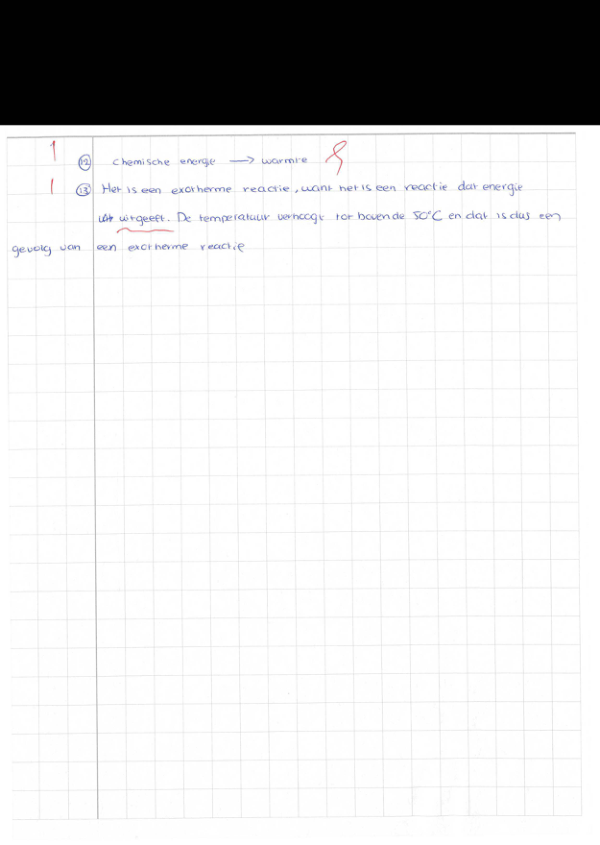 1 12 chemische energie → warmte
1 13 Het is een exotherme reactie, want het is een reactie dat energie
uitgeeft. De temperatuur verhoogt tot boven de 50°C en dat is dus een
gevolg van een exotherme reactie